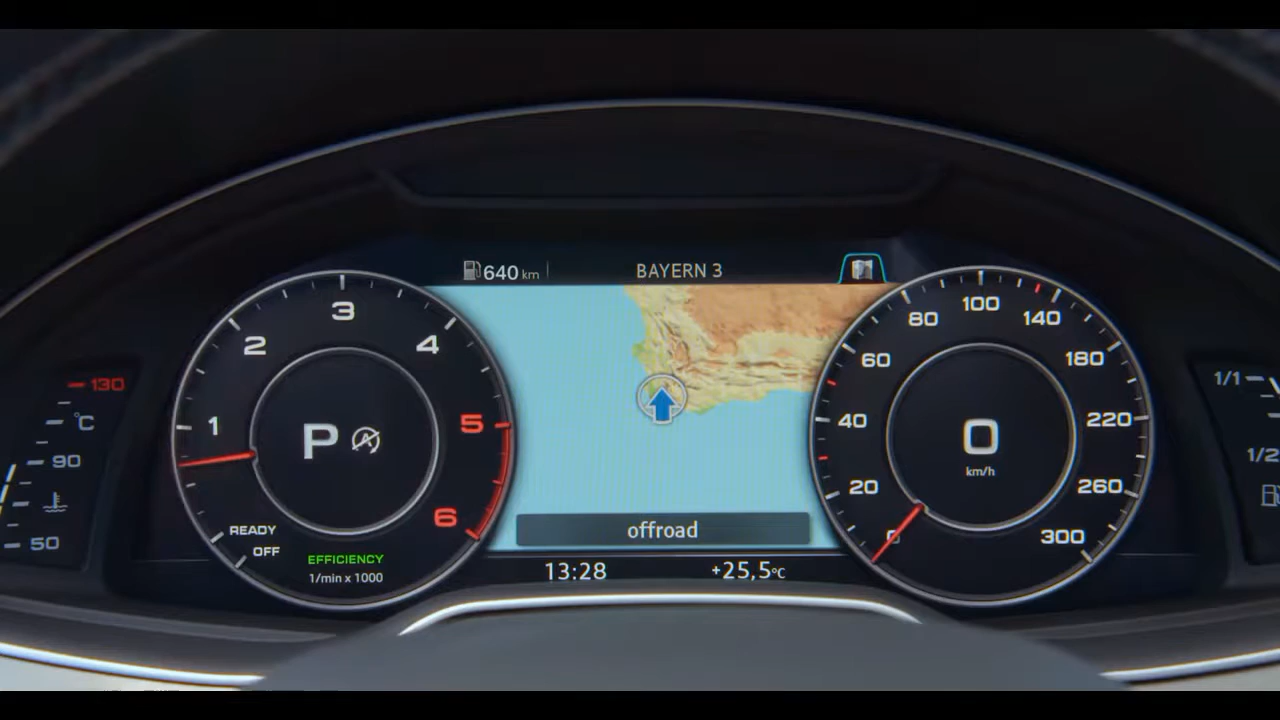 640 km
BAYERN 3
1
2
3
4
5
6
P
A
READY
OFF
EFFICIENCY
1/min x 1000
130
°C
90
50
offroad
13:28
+25,5°C
0
20
40
60
80
100
140
180
220
260
300
0
km/h
1/1
1/2